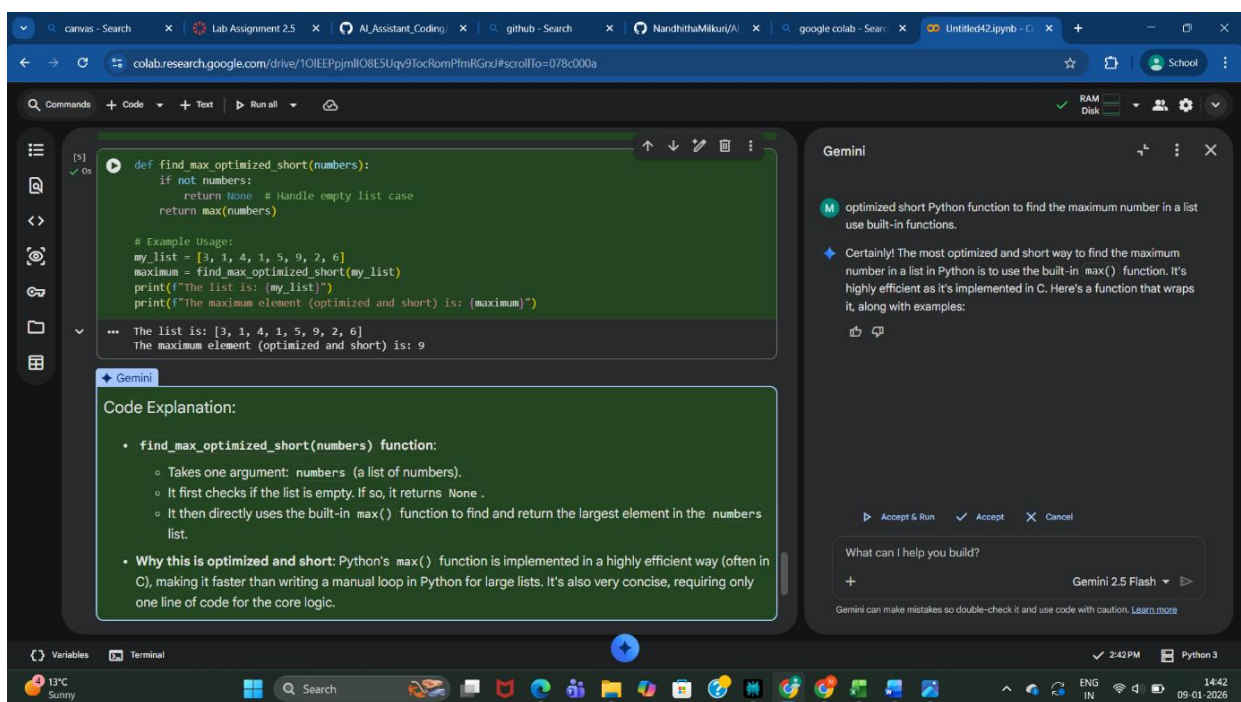 canvas - Search
Lab Assignment 2.5
AI_Assistant_Coding/
github - Search
NandhithaMilkuri/AI
google colab - Searc
Untitled42.ipynb - Co
colab.research.google.com/drive/1OIEEPpjmlIO8E5Uqv9TocRomPfmRGrxJ#scrollTo=078c000a
School
Commands + Code + Text Run all
RAM
Disk
[5]
0s
def find_max_optimized_short(numbers):
if not numbers:
return None # Handle empty list case
return max(numbers)
# Example Usage:
my_list = [3, 1, 4, 1, 5, 9, 2, 6]
maximum = find_max_optimized_short(my_list)
print(f"The list is: {my_list}")
print(f"The maximum element (optimized and short) is: {maximum}")
The list is: [3, 1, 4, 1, 5, 9, 2, 6]
The maximum element (optimized and short) is: 9
Gemini
Code Explanation:
• find_max_optimized_short(numbers) function:
◦ Takes one argument: numbers (a list of numbers).
◦ It first checks if the list is empty. If so, it returns None .
◦ It then directly uses the built-in max() function to find and return the largest element in the numbers
list.
• Why this is optimized and short: Python's max() function is implemented in a highly efficient way (often in
C), making it faster than writing a manual loop in Python for large lists. It's also very concise, requiring only
one line of code for the core logic.
Gemini
M
optimized short Python function to find the maximum number in a list
use built-in functions.
Certainly! The most optimized and short way to find the maximum
number in a list in Python is to use the built-in max() function. It's
highly efficient as it's implemented in C. Here's a function that wraps
it, along with examples:
Accept & Run Accept Cancel
What can I help you build?
Gemini 2.5 Flash
Gemini can make mistakes so double-check it and use code with caution. Learn more
Variables Terminal
2:42 PM Python 3
4
13°C
Sunny
Search
ENG
IN
14:42
09-01-2026